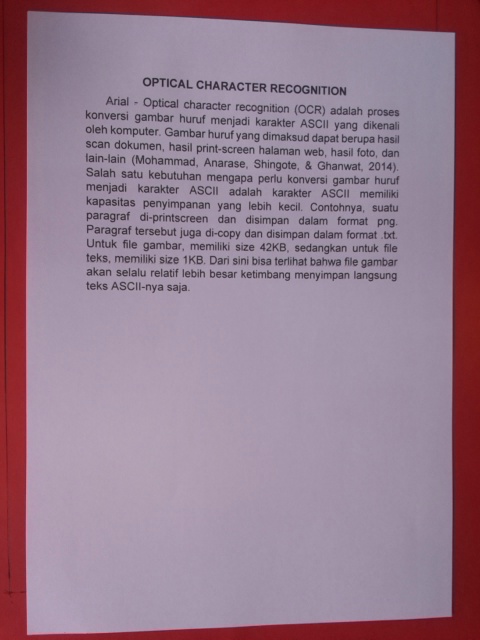 OPTICAL CHARACTER RECOGNITION
Arial - Optical character recognition (OCR) adalah proses
konversi gambar huruf menjadi karakter ASCII yang dikenali
oleh komputer. Gambar huruf yang dimaksud dapat berupa hasil
scan dokumen, hasil print-screen halaman web, hasil foto, dan
lain-lain (Mohammad, Anarase, Shingote, & Ghanwat, 2014).
Salah satu kebutuhan mengapa perlu konversi gambar huruf
menjadi karakter ASCII adalah karakter ASCII memiliki
kapasitas penyimpanan yang lebih kecil. Contohnya, suatu
paragraf di-printscreen dan disimpan dalam format png.
Paragraf tersebut juga di-copy dan disimpan dalam format .txt.
Untuk file gambar, memiliki size 42KB, sedangkan untuk file
teks, memiliki size 1KB. Dari sini bisa terlihat bahwa file gambar
akan selalu relatif lebih besar ketimbang menyimpan langsung
teks ASCII-nya saja.